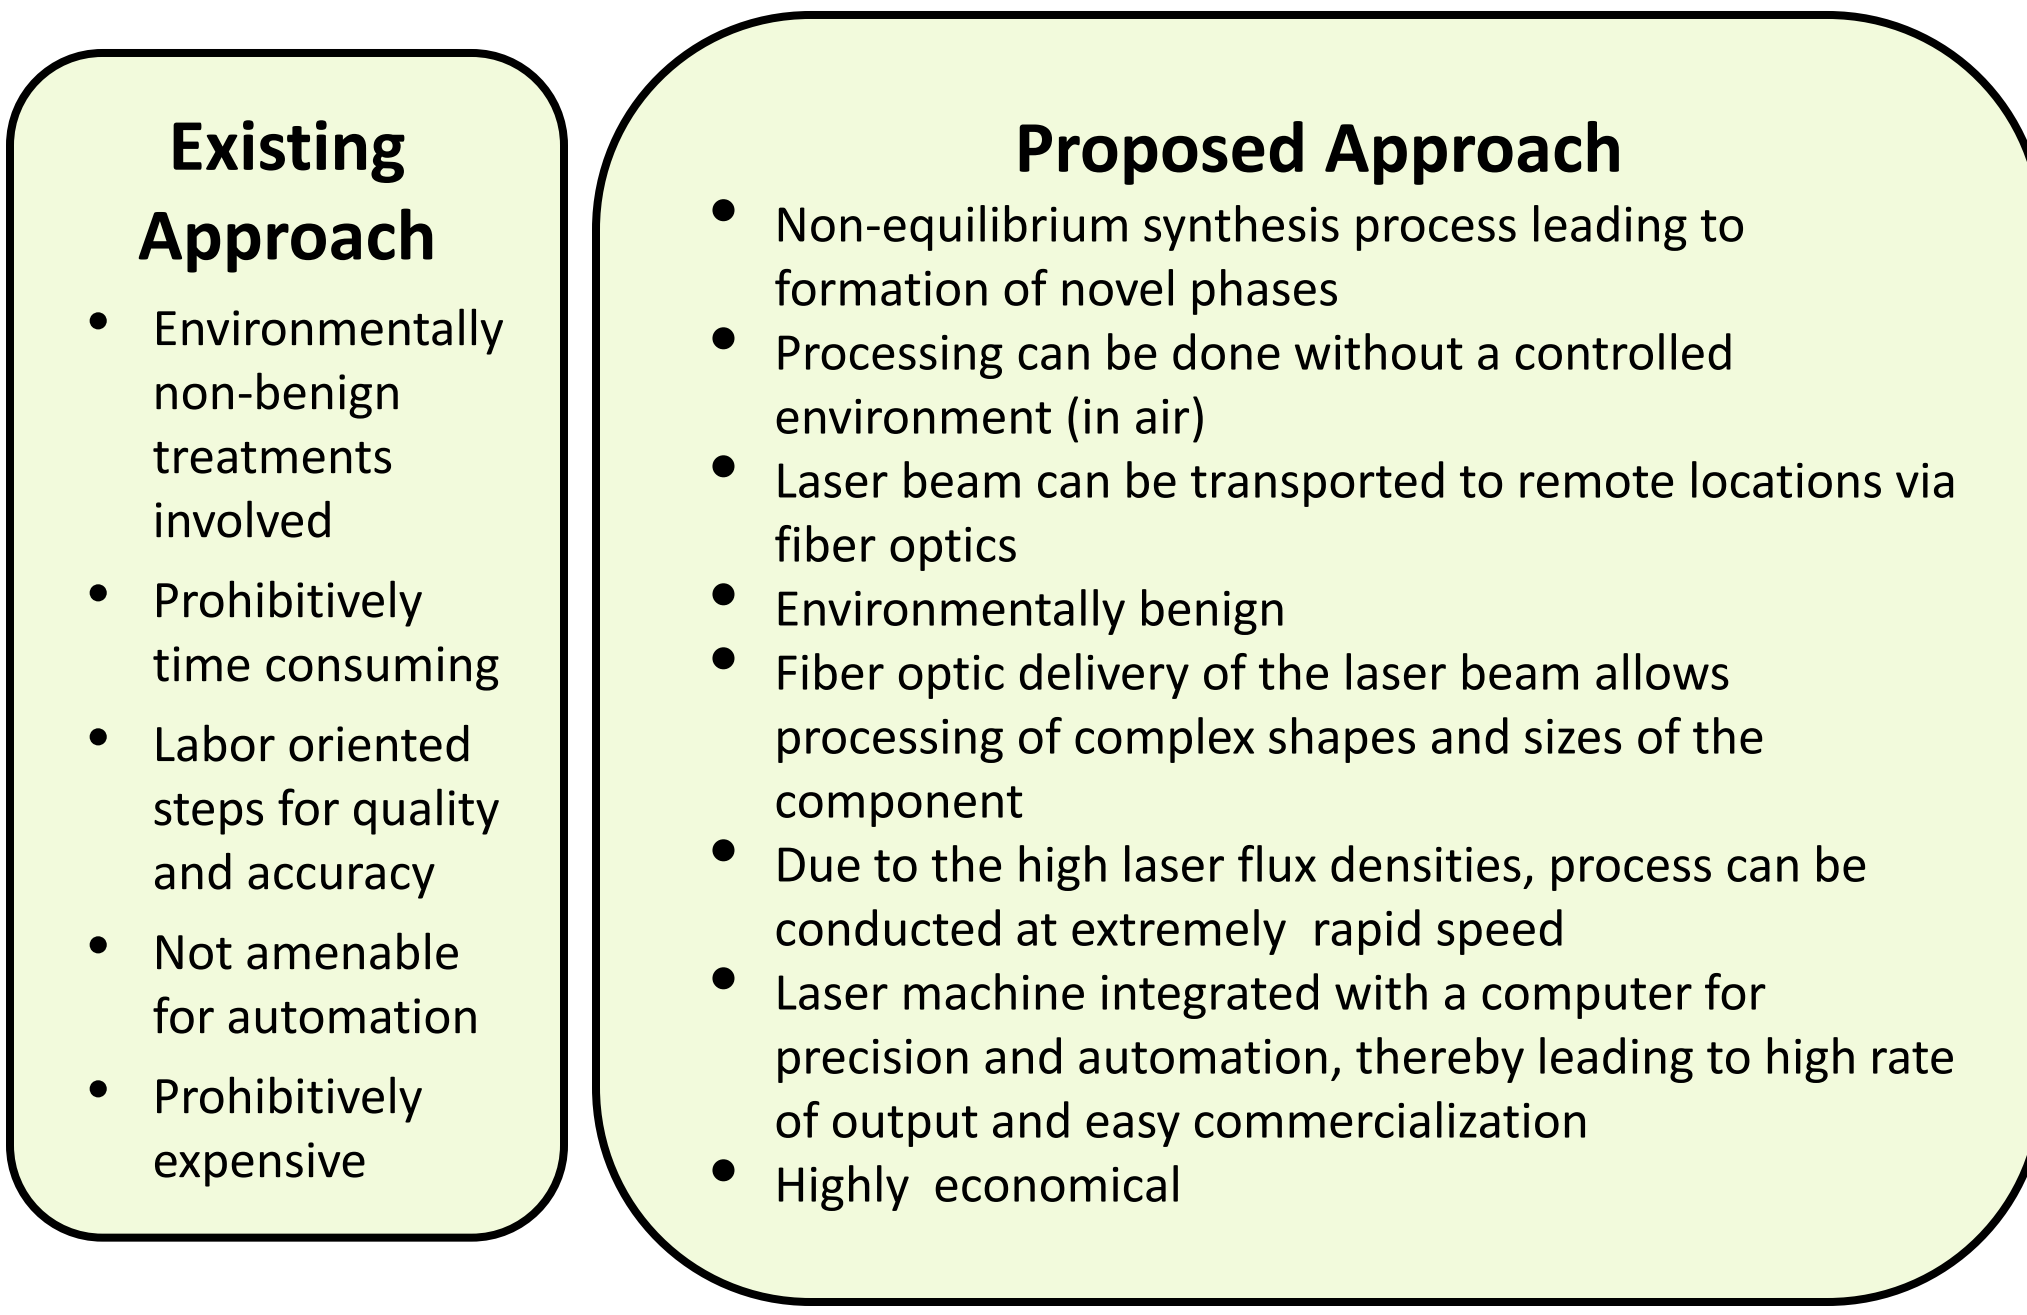 Existing
Approach
• Environmentally
non-benign
treatments
involved
• Prohibitively
time consuming
• Labor oriented
steps for quality
and accuracy
• Not amenable
for automation
• Prohibitively
expensive
Proposed Approach
• Non-equilibrium synthesis process leading to
formation of novel phases
• Processing can be done without a controlled
environment (in air)
• Laser beam can be transported to remote locations via
fiber optics
• Environmentally benign
• Fiber optic delivery of the laser beam allows
processing of complex shapes and sizes of the
component
• Due to the high laser flux densities, process can be
conducted at extremely  rapid speed
• Laser machine integrated with a computer for
precision and automation, thereby leading to high rate
of output and easy commercialization
• Highly  economical